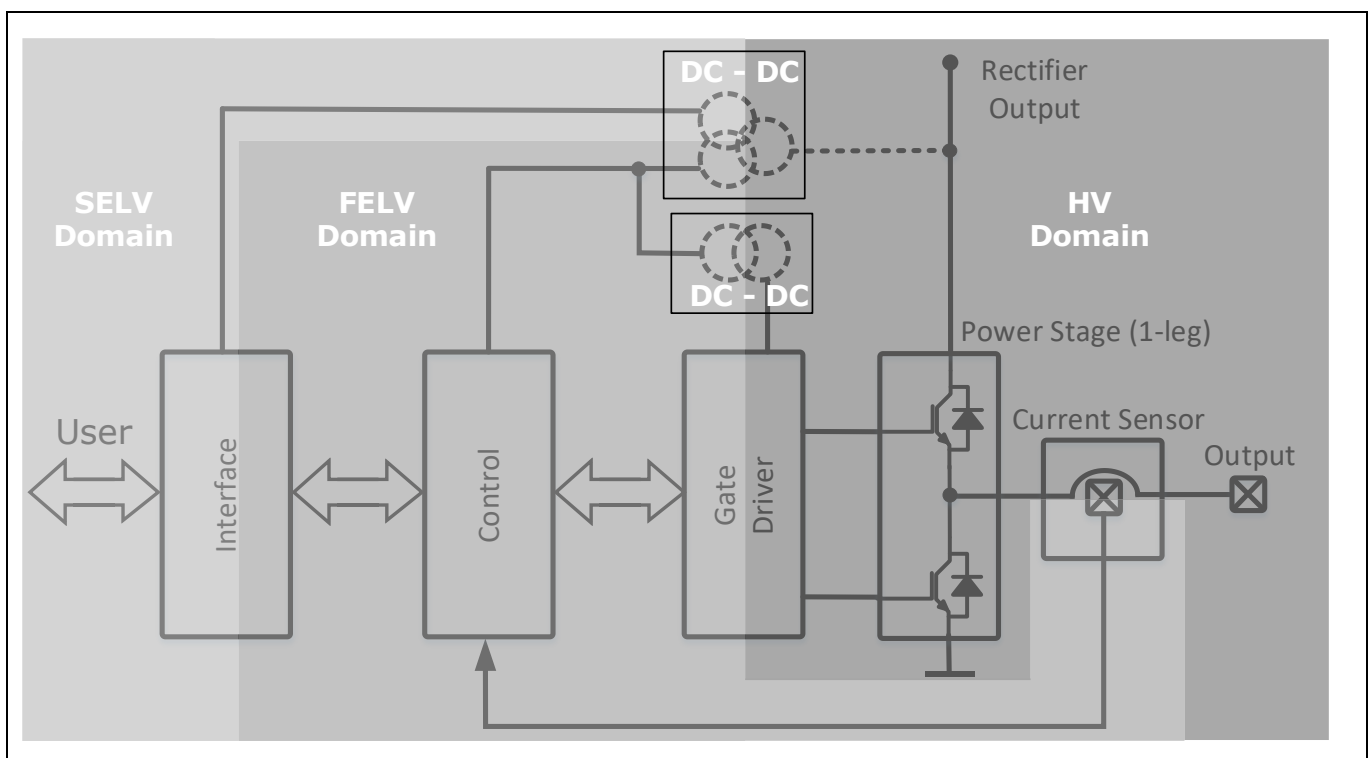 DC - DC
Rectifier
Output
SELV
Domain
FELV
Domain
HV
Domain
DC - DC
Power Stage (1-leg)
Current Sensor
User
Output
Interface
Control
Gate
Driver